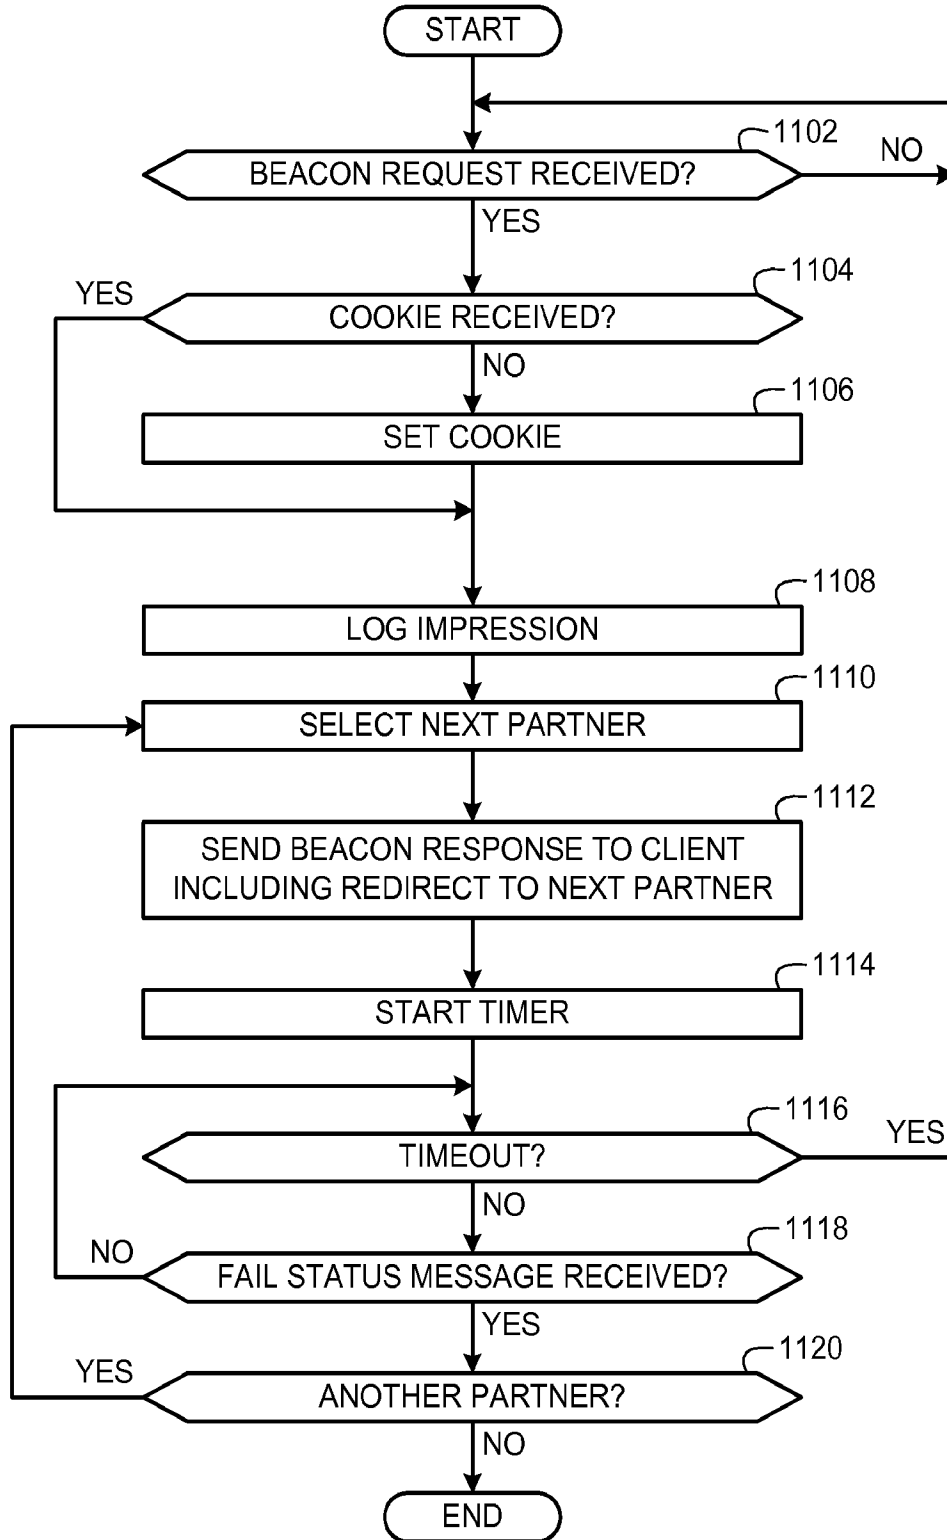 START
1102
BEACON REQUEST RECEIVED?
NO
YES
1104
YES
COOKIE RECEIVED?
NO
1106
SET COOKIE
1108
LOG IMPRESSION
1110
SELECT NEXT PARTNER
1112
SEND BEACON RESPONSE TO CLIENT
INCLUDING REDIRECT TO NEXT PARTNER
1114
START TIMER
1116
TIMEOUT?
YES
NO
1118
NO
FAIL STATUS MESSAGE RECEIVED?
YES
1120
YES
ANOTHER PARTNER?
NO
END